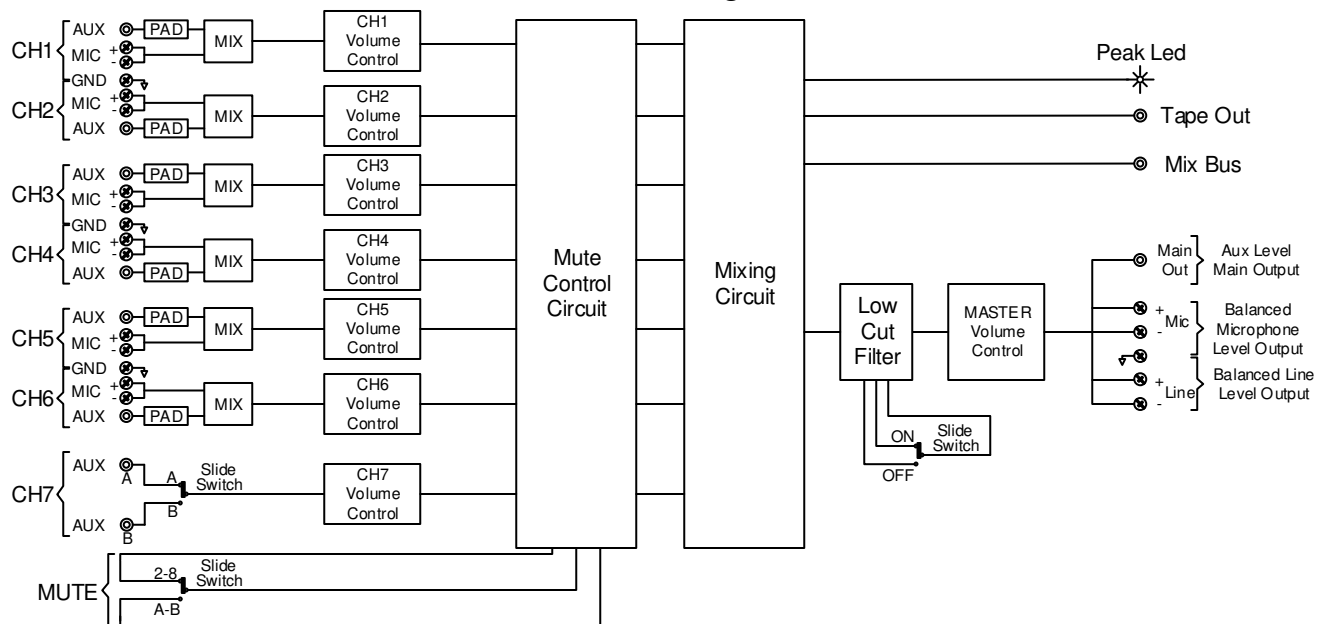 CH1
AUX
PAD
MIC
+
-
MIX
CH1
Volume
Control
GND
CH2
MIC
+
-
AUX
PAD
MIX
CH2
Volume
Control
CH3
AUX
PAD
MIC
+
-
MIX
CH3
Volume
Control
GND
CH4
MIC
+
-
AUX
PAD
MIX
CH4
Volume
Control
CH5
AUX
PAD
MIC
+
-
MIX
CH5
Volume
Control
GND
CH6
MIC
+
-
AUX
PAD
MIX
CH6
Volume
Control
CH7
AUX
A
A
Slide
Switch
B
AUX
B
CH7
Volume
Control
MUTE
2-8
Slide
Switch
A-B
Mute
Control
Circuit
Mixing
Circuit
Peak Led
Tape Out
Mix Bus
Low
Cut
Filter
ON
Slide
Switch
OFF
MASTER
Volume
Control
Main
Out
Aux Level
Main Output
+
Mic
-
Balanced
Microphone
Level Output
+
Line
-
Balanced Line
Level Output